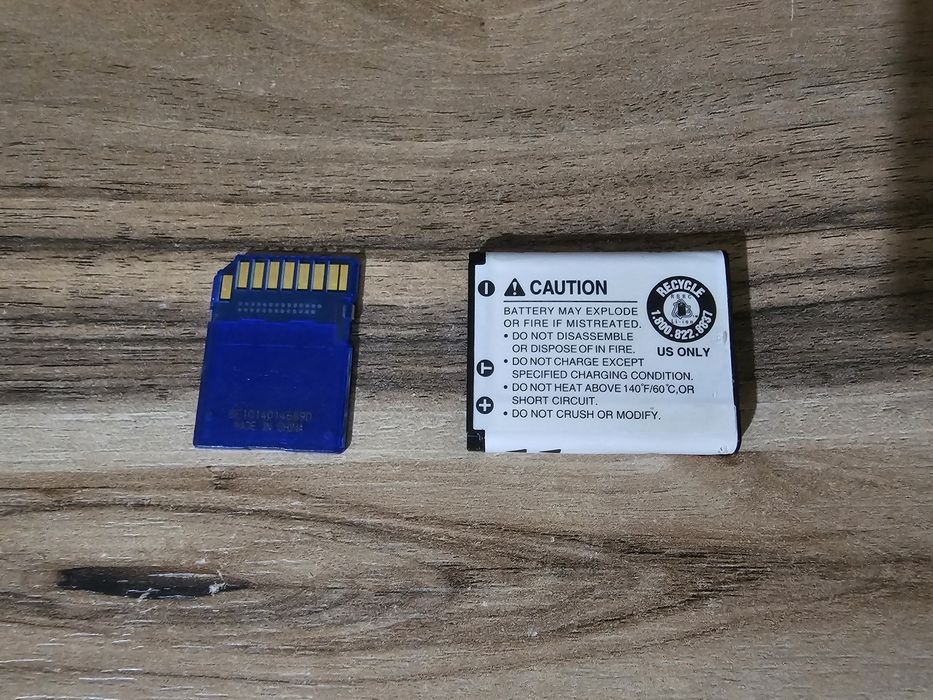 MADE IN CHINA
CAUTION
BATTERY MAY EXPLODE
OR FIRE IF MISTREATED.
• DO NOT DISASSEMBLE
OR DISPOSE OF IN FIRE.
• DO NOT CHARGE EXCEPT
SPECIFIED CHARGING CONDITION.
• DO NOT HEAT ABOVE 140°F/60°C, OR
SHORT CIRCUIT.
• DO NOT CRUSH OR MODIFY.
RECYCLE
1.800.822.8837
US ONLY
T